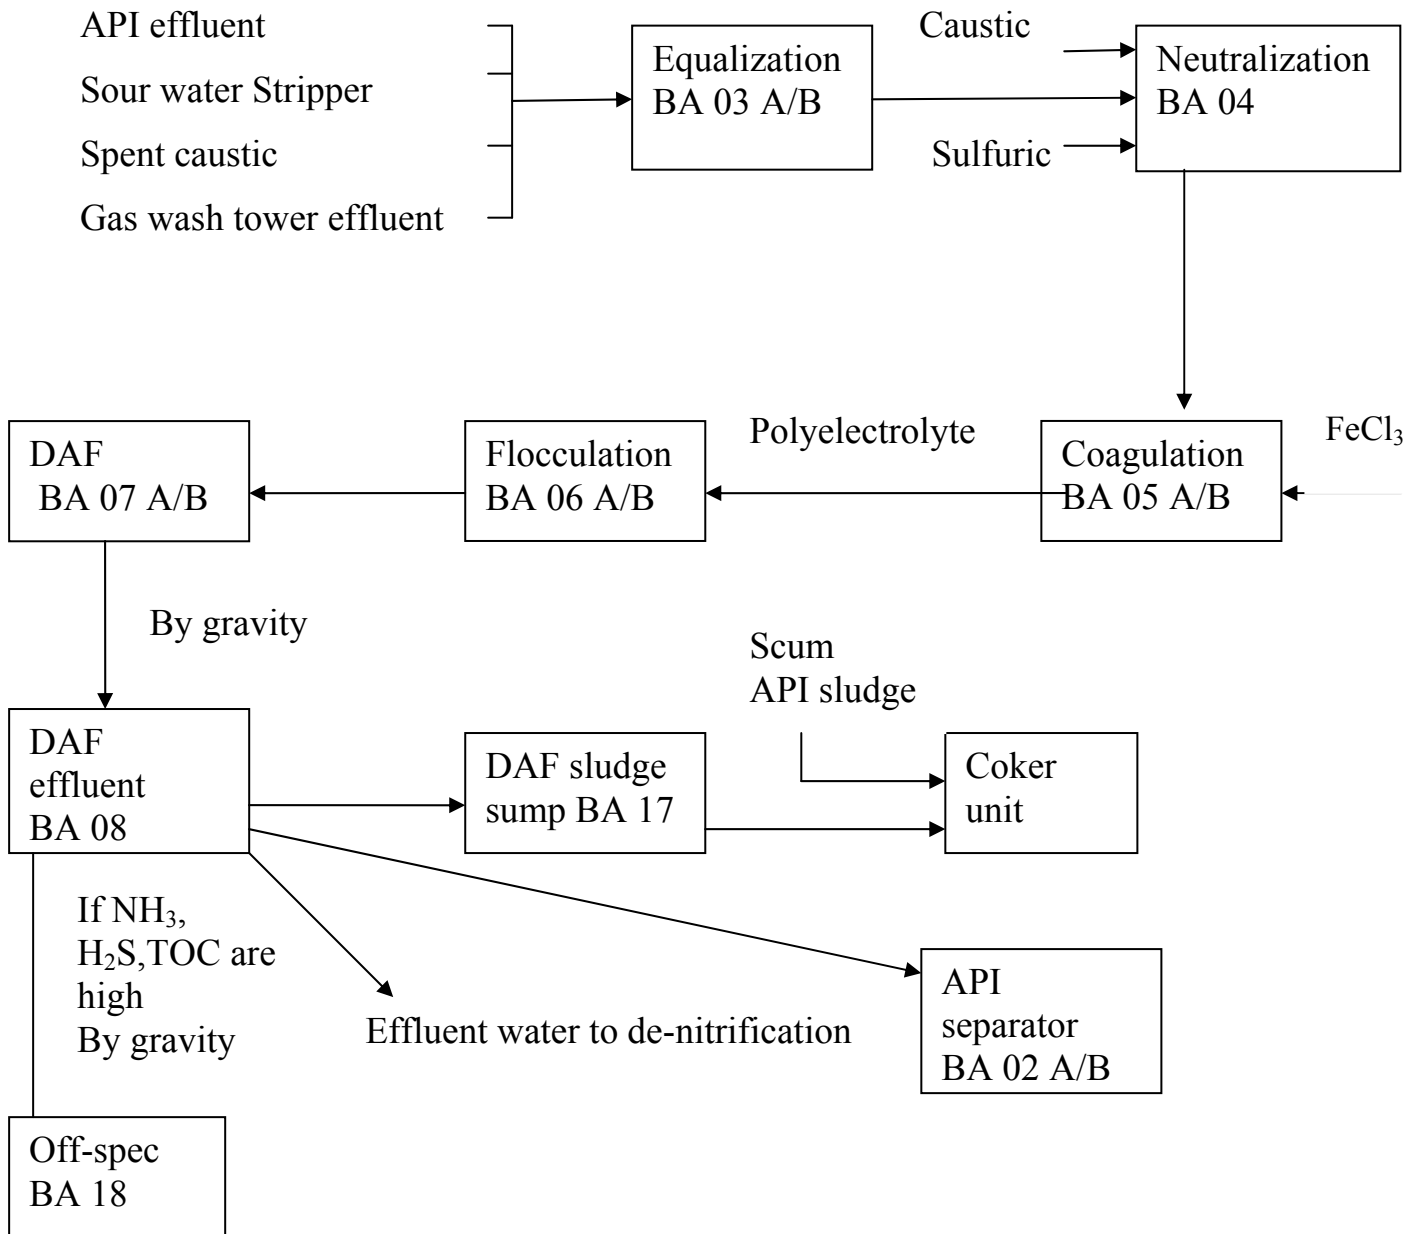 API effluent
Sour water Stripper
Spent caustic
Gas wash tower effluent
Equalization
BA 03 A/B
Caustic
Sulfuric
Neutralization
BA 04
DAF
BA 07 A/B
Flocculation
BA 06 A/B
Polyelectrolyte
Coagulation
BA 05 A/B
FeCl₃
By gravity
DAF
effluent
BA 08
DAF sludge
sump BA 17
Scum
API sludge
Coker
unit
If NH₃,
H₂S,TOC are
high
By gravity
Effluent water to de-nitrification
API
separator
BA 02 A/B
Off-spec
BA 18